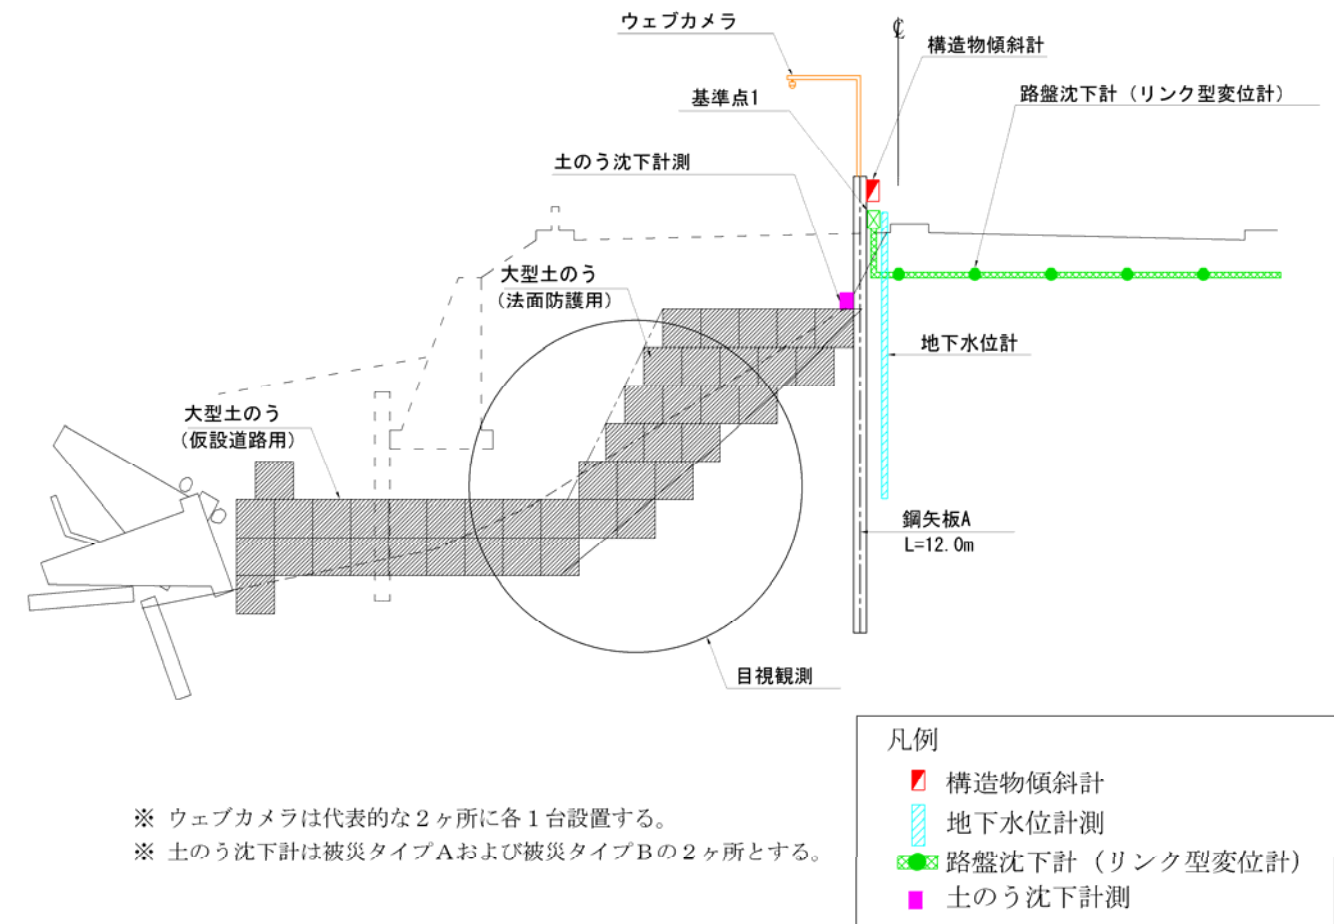 ウェブカメラ
℄
構造物傾斜計
基準点1
路盤沈下計（リンク型変位計）
土のう沈下計測
大型土のう
（法面防護用）
地下水位計
大型土のう
（仮設道路用）
鋼矢板A
L=12.0m
目視観測
凡例
構造物傾斜計
地下水位計測
路盤沈下計（リンク型変位計）
土のう沈下計測
※ ウェブカメラは代表的な２ヶ所に各１台設置する。
※ 土のう沈下計は被災タイプＡおよび被災タイプＢの２ヶ所とする。